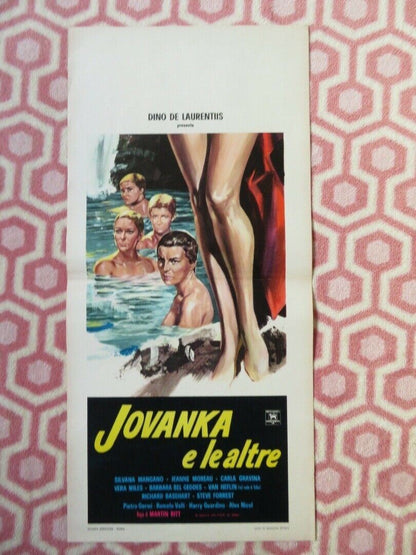 DINO DE LAURENTIIS
presenta
JOVANKA
e le altre
SILVANA MANGANO - JEANNE MOREAU - CARLA GRAVINA
VERA MILES - BARBARA BEL GEDDES - VAN HEFLIN
RICHARD BASEHART - STEVE FORREST
Pietro Germi Romolo Valli Harry Guardino Alex Nicol
MARTIN RITT